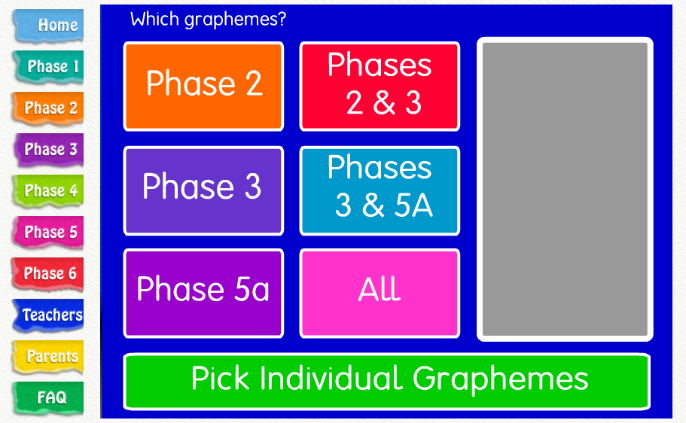 Home
Phase 1
Phase 2
Phase 3
Phase 4
Phase 5
Phase 6
Teachers
Parents
FAQ
Which graphemes?
Phase 2
Phases
2 & 3
Phase 3
Phases
3 & 5A
Phase 5a
All
Pick Individual Graphemes